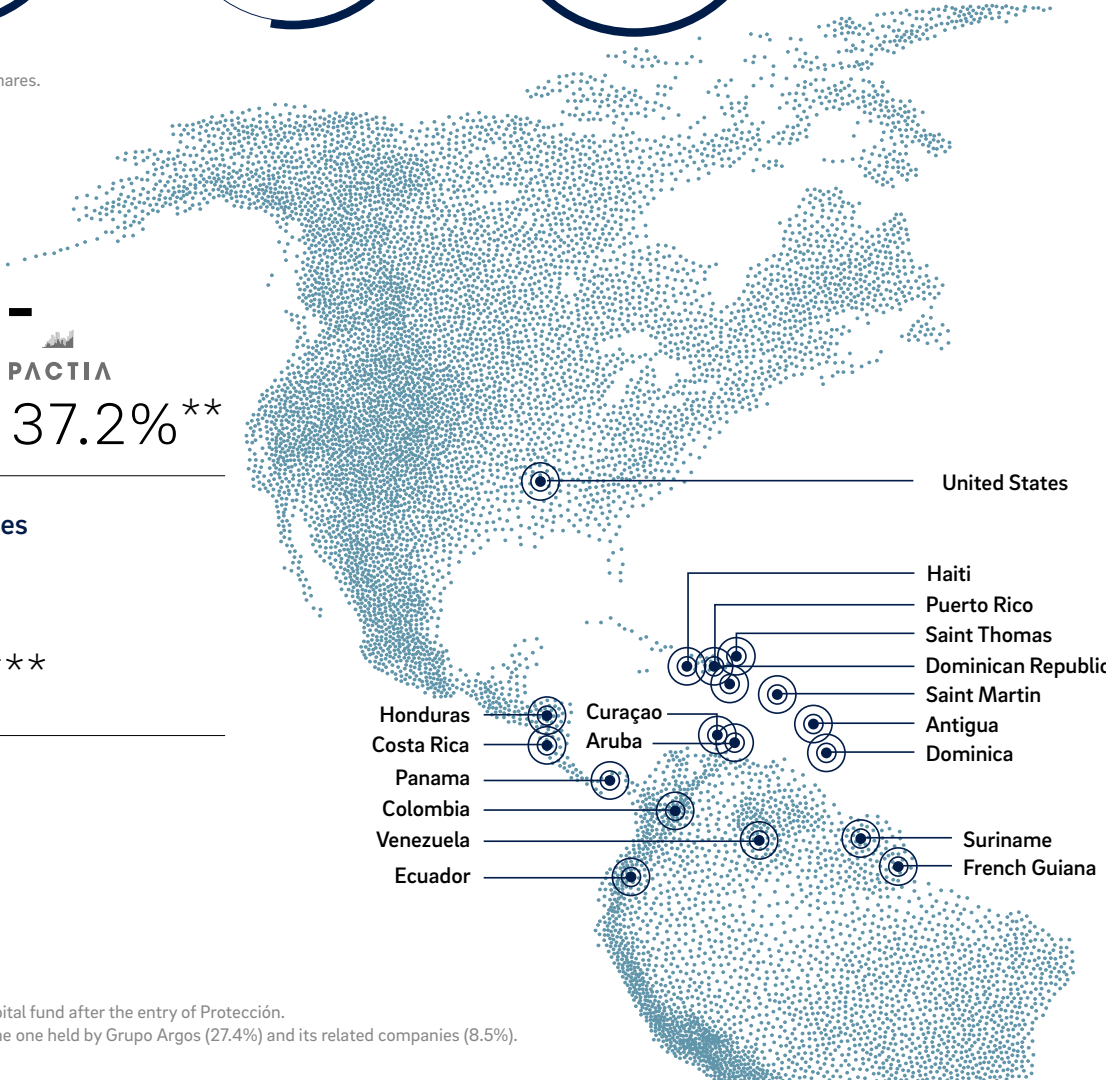 hares.
PACTIA
37.2%**
es
***
United States
Haiti
Puerto Rico
Saint Thomas
Dominican Republic
Saint Martin
Antigua
Dominica
Honduras
Curaçao
Costa Rica
Aruba
Panama
Colombia
Venezuela
Ecuador
Suriname
French Guiana
pital fund after the entry of Protección.
he one held by Grupo Argos (27.4%) and its related companies (8.5%).